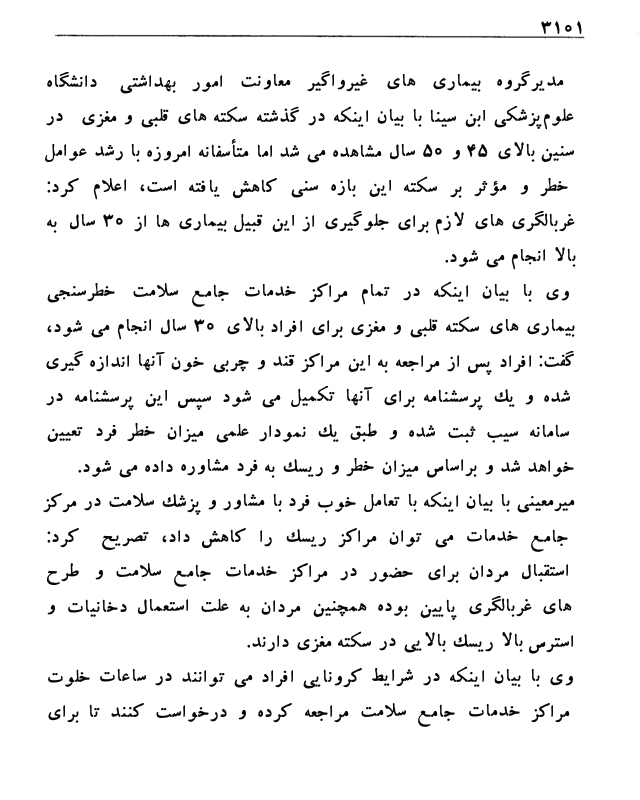 ۳۱۵۱
مدیرگروه بیماری های غیرواگیر معاونت امور بهداشتی دانشگاه
علوم‌پزشکی ابن سینا با بیان اینکه در گذشته سکته های قلبی و مغزی در
سنین بالای ۴۵ و ۵۰ سال مشاهده می شد اما متأسفانه امروزه با رشد عوامل
خطر و مؤثر بر سکته این بازه سنی کاهش یافته است، اعلام کرد:
غربالگری های لازم برای جلوگیری از این قبیل بیماری ها از ۳۰ سال به
بالا انجام می شود.
وی با بیان اینکه در تمام مراکز خدمات جامع سلامت خطرسنجی
بیماری های سکته قلبی و مغزی برای افراد بالای ۳۰ سال انجام می شود،
گفت: افراد پس از مراجعه به این مراکز قند و چربی خون آنها اندازه گیری
شده و یك پرسشنامه برای آنها تکمیل می شود سپس این پرسشنامه در
سامانه سیب ثبت شده و طبق یك نمودار علمی میزان خطر فرد تعیین
خواهد شد و براساس میزان خطر و ریسك به فرد مشاوره داده می شود.
میرمعینی با بیان اینکه با تعامل خوب فرد با مشاور و پزشك سلامت در مرکز
جامع خدمات می توان مراکز ریسك را کاهش داد، تصریح کرد:
استقبال مردان برای حضور در مراکز خدمات جامع سلامت و طرح
های غربالگری پایین بوده همچنین مردان به علت استعمال دخانیات و
استرس بالا ریسك بالایی در سکته مغزی دارند.
وی با بیان اینکه در شرایط کرونایی افراد می توانند در ساعات خلوت
مراکز خدمات جامع سلامت مراجعه کرده و درخواست کنند تا برای